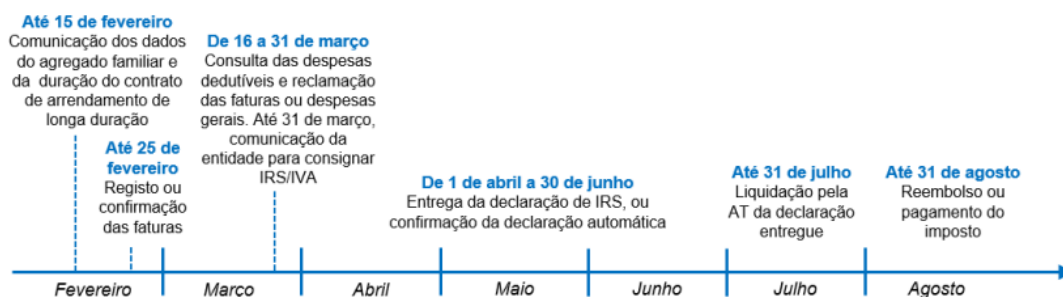 Até 15 de fevereiro
Comunicação dos dados
do agregado familiar e
da duração do contrato
de arrendamento de
longa duração
Até 25 de
fevereiro
Registo ou
confirmação
das faturas
De 16 a 31 de março
Consulta das despesas
dedutíveis e reclamação
das faturas ou despesas
gerais. Até 31 de março,
comunicação da
entidade para consignar
IRS/IVA
De 1 de abril a 30 de junho
Entrega da declaração de IRS, ou
confirmação da declaração automática
Até 31 de julho
Liquidação pela
AT da declaração
entregue
Até 31 de agosto
Reembolso ou
pagamento do
imposto
Fevereiro
Março
Abril
Maio
Junho
Julho
Agosto